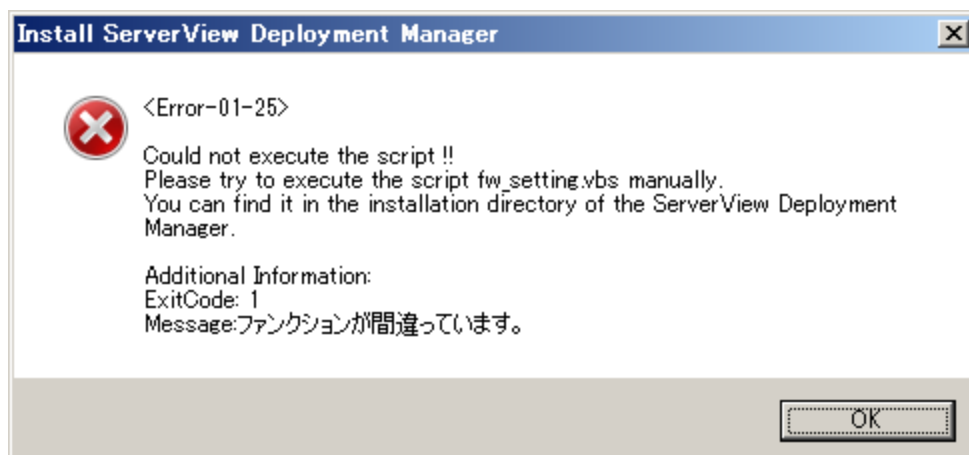 Install ServerView Deployment Manager
<Error-01-25>
Could not execute the script !!
Please try to execute the script fw_setting.vbs manually.
You can find it in the installation directory of the ServerView Deployment
Manager.
Additional Information:
ExitCode: 1
Message:ファンクションが間違っています。
OK